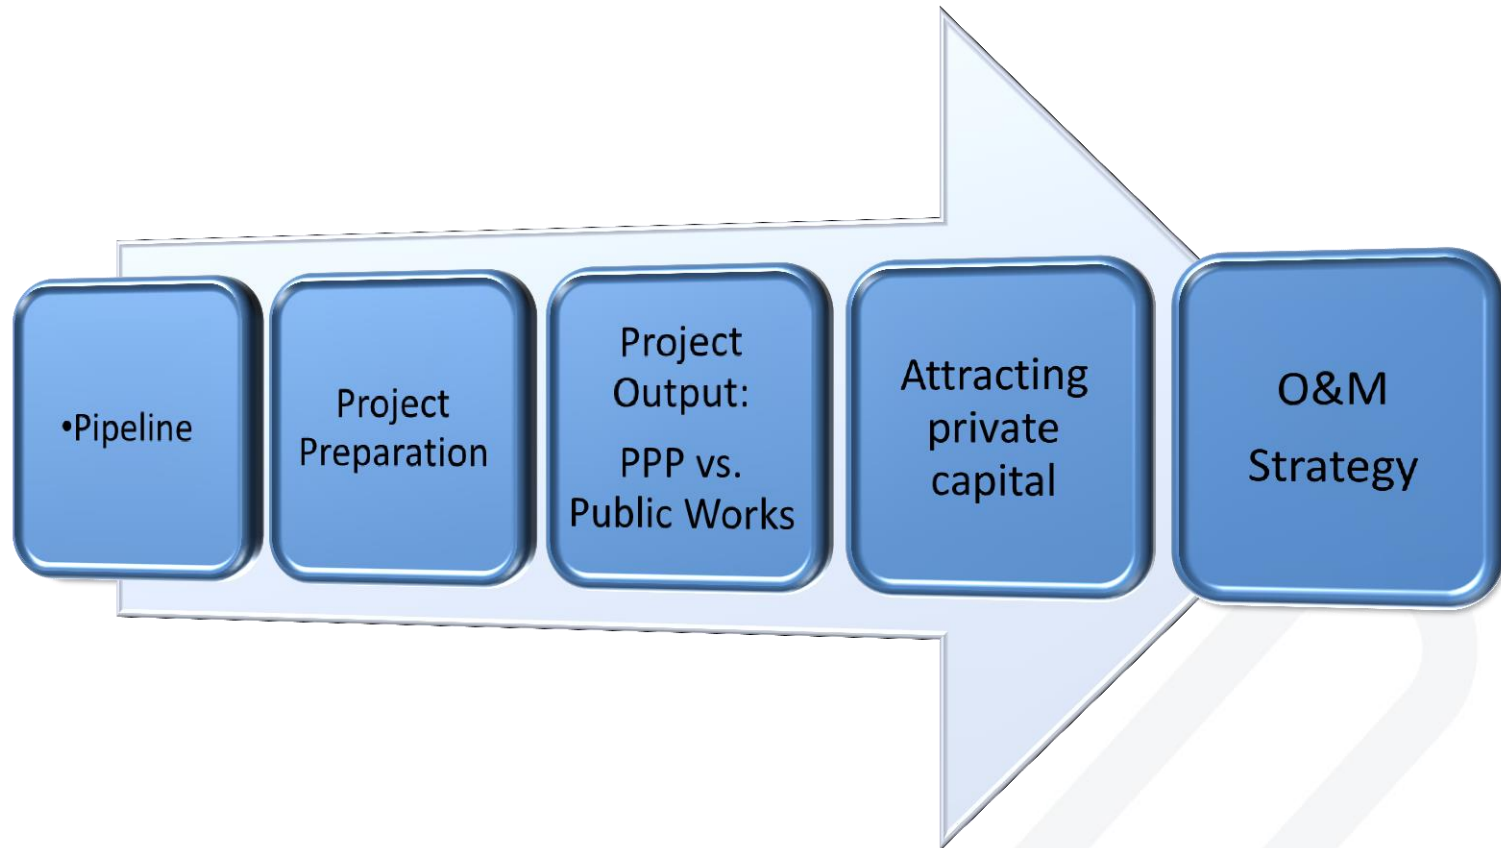 •Pipeline
Project
Preparation
Project
Output:
PPP vs.
Public Works
Attracting
private
capital
O&M
Strategy